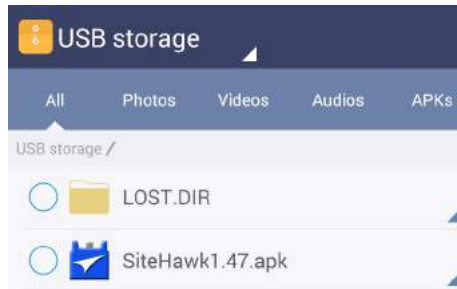 USB storage
All Photos Videos Audios APKs
USB storage /
LOST.DIR
SiteHawk1.47.apk